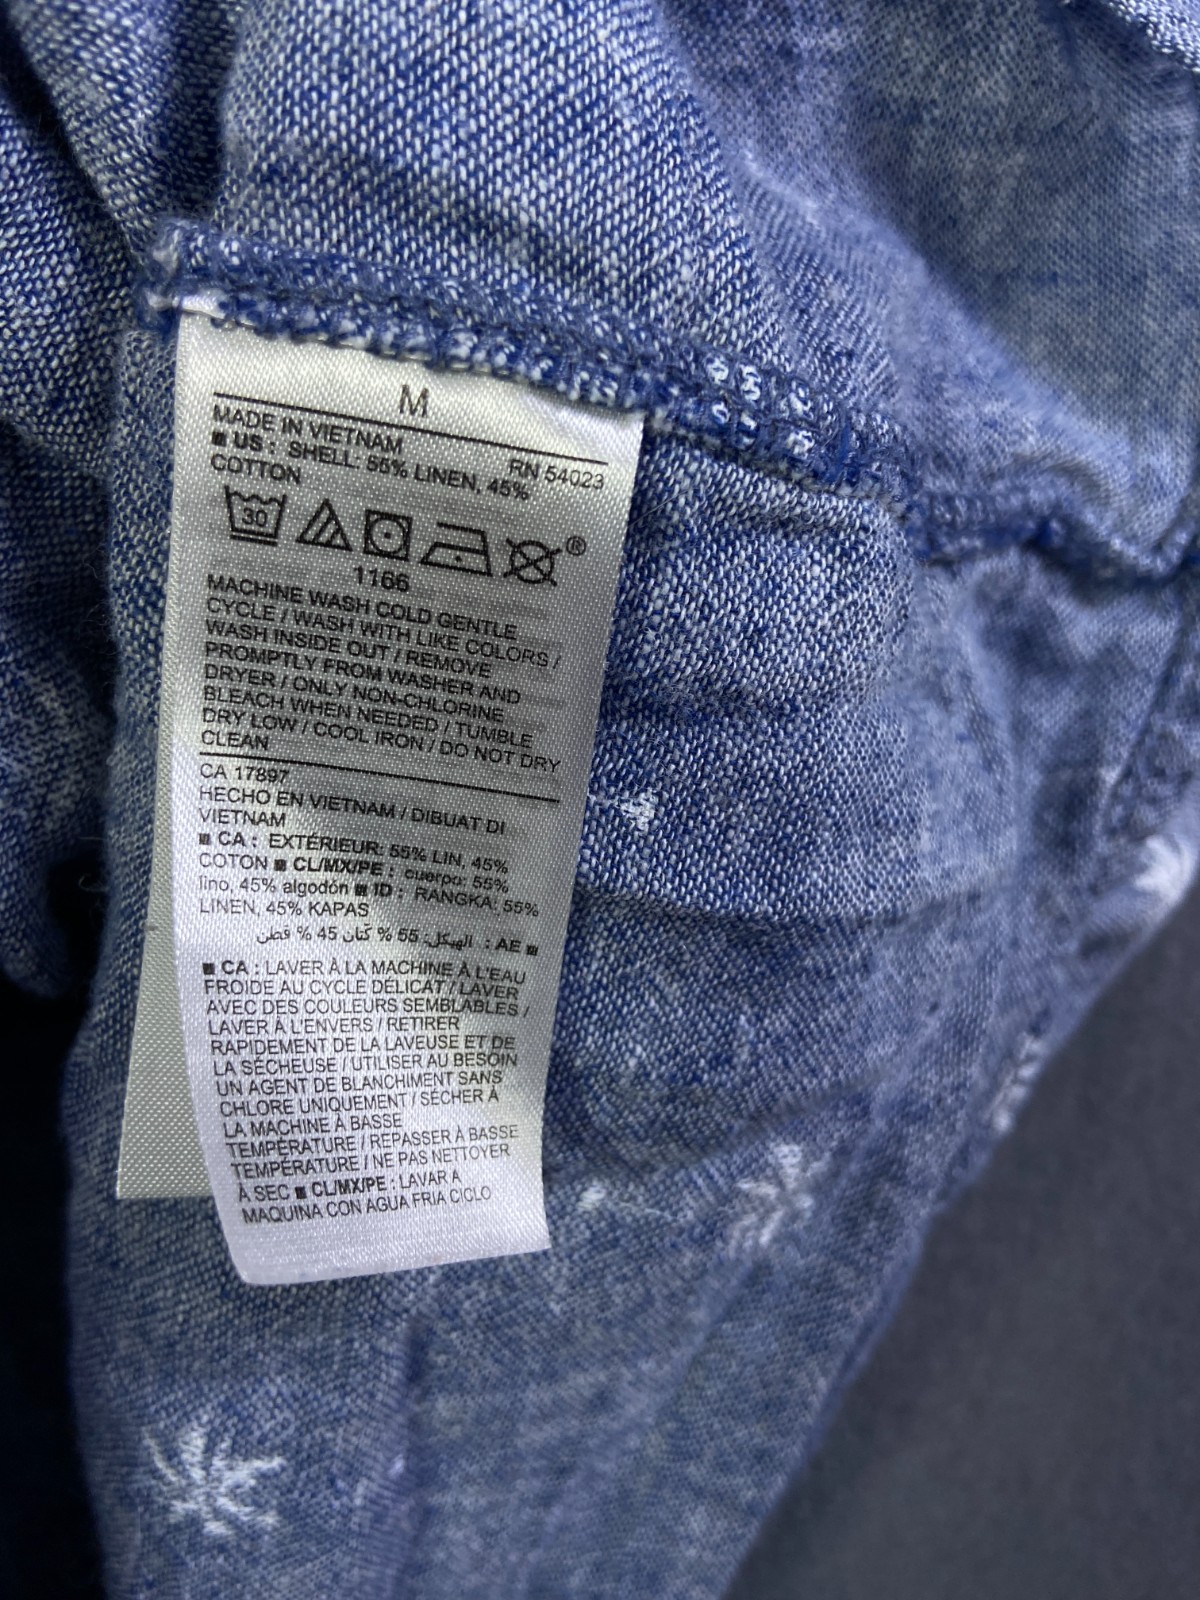 M
MADE IN VIETNAM
RN 54023
■ US : SHELL: 55% LINEN, 45%
COTTON
30
®
1166
MACHINE WASH COLD GENTLE
CYCLE / WASH WITH LIKE COLORS /
WASH INSIDE OUT / REMOVE
PROMPTLY FROM WASHER AND
DRYER / ONLY NON-CHLORINE
BLEACH WHEN NEEDED / TUMBLE
DRY LOW / COOL IRON / DO NOT DRY
CLEAN
CA 17897
HECHO EN VIETNAM / DIBUAT DI
VIETNAM
■ CA : EXTÉRIEUR: 55% LIN, 45%
COTON ■ CL/MX/PE : cuerpo: 55%
lino, 45% algodón ■ ID : RANGKA: 55%
LINEN, 45% KAPAS
■ AE : الهيكل: 55 % كتان 45 % قطن
■ CA : LAVER À LA MACHINE À L'EAU
FROIDE AU CYCLE DÉLICAT / LAVER
AVEC DES COULEURS SEMBLABLES /
LAVER À L'ENVERS / RETIRER
RAPIDEMENT DE LA LAVEUSE ET DE
LA SÉCHEUSE / UTILISER AU BESOIN
UN AGENT DE BLANCHIMENT SANS
CHLORE UNIQUEMENT / SÉCHER À
LA MACHINE À BASSE
TEMPÉRATURE / REPASSER À BASSE
TEMPÉRATURE / NE PAS NETTOYER
À SEC ■ CL/MX/PE : LAVAR A
MAQUINA CON AGUA FRIA CICLO